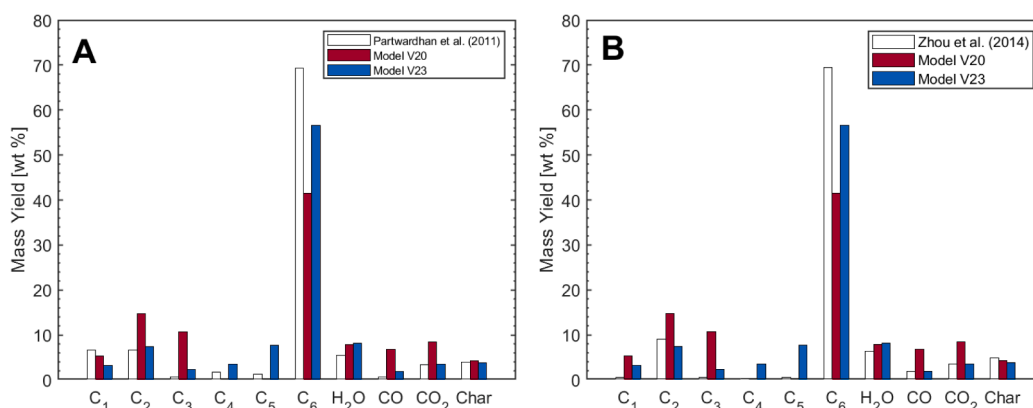 A
Partwardhan et al. (2011)
Model V20
Model V23
Mass Yield [wt %]
80
70
60
50
40
30
20
10
0
C1 C2 C3 C4 C5 C6 H2O CO CO2 Char
B
Zhou et al. (2014)
Model V20
Model V23
Mass Yield [wt %]
80
70
60
50
40
30
20
10
0
C1 C2 C3 C4 C5 C6 H2O CO CO2 Char